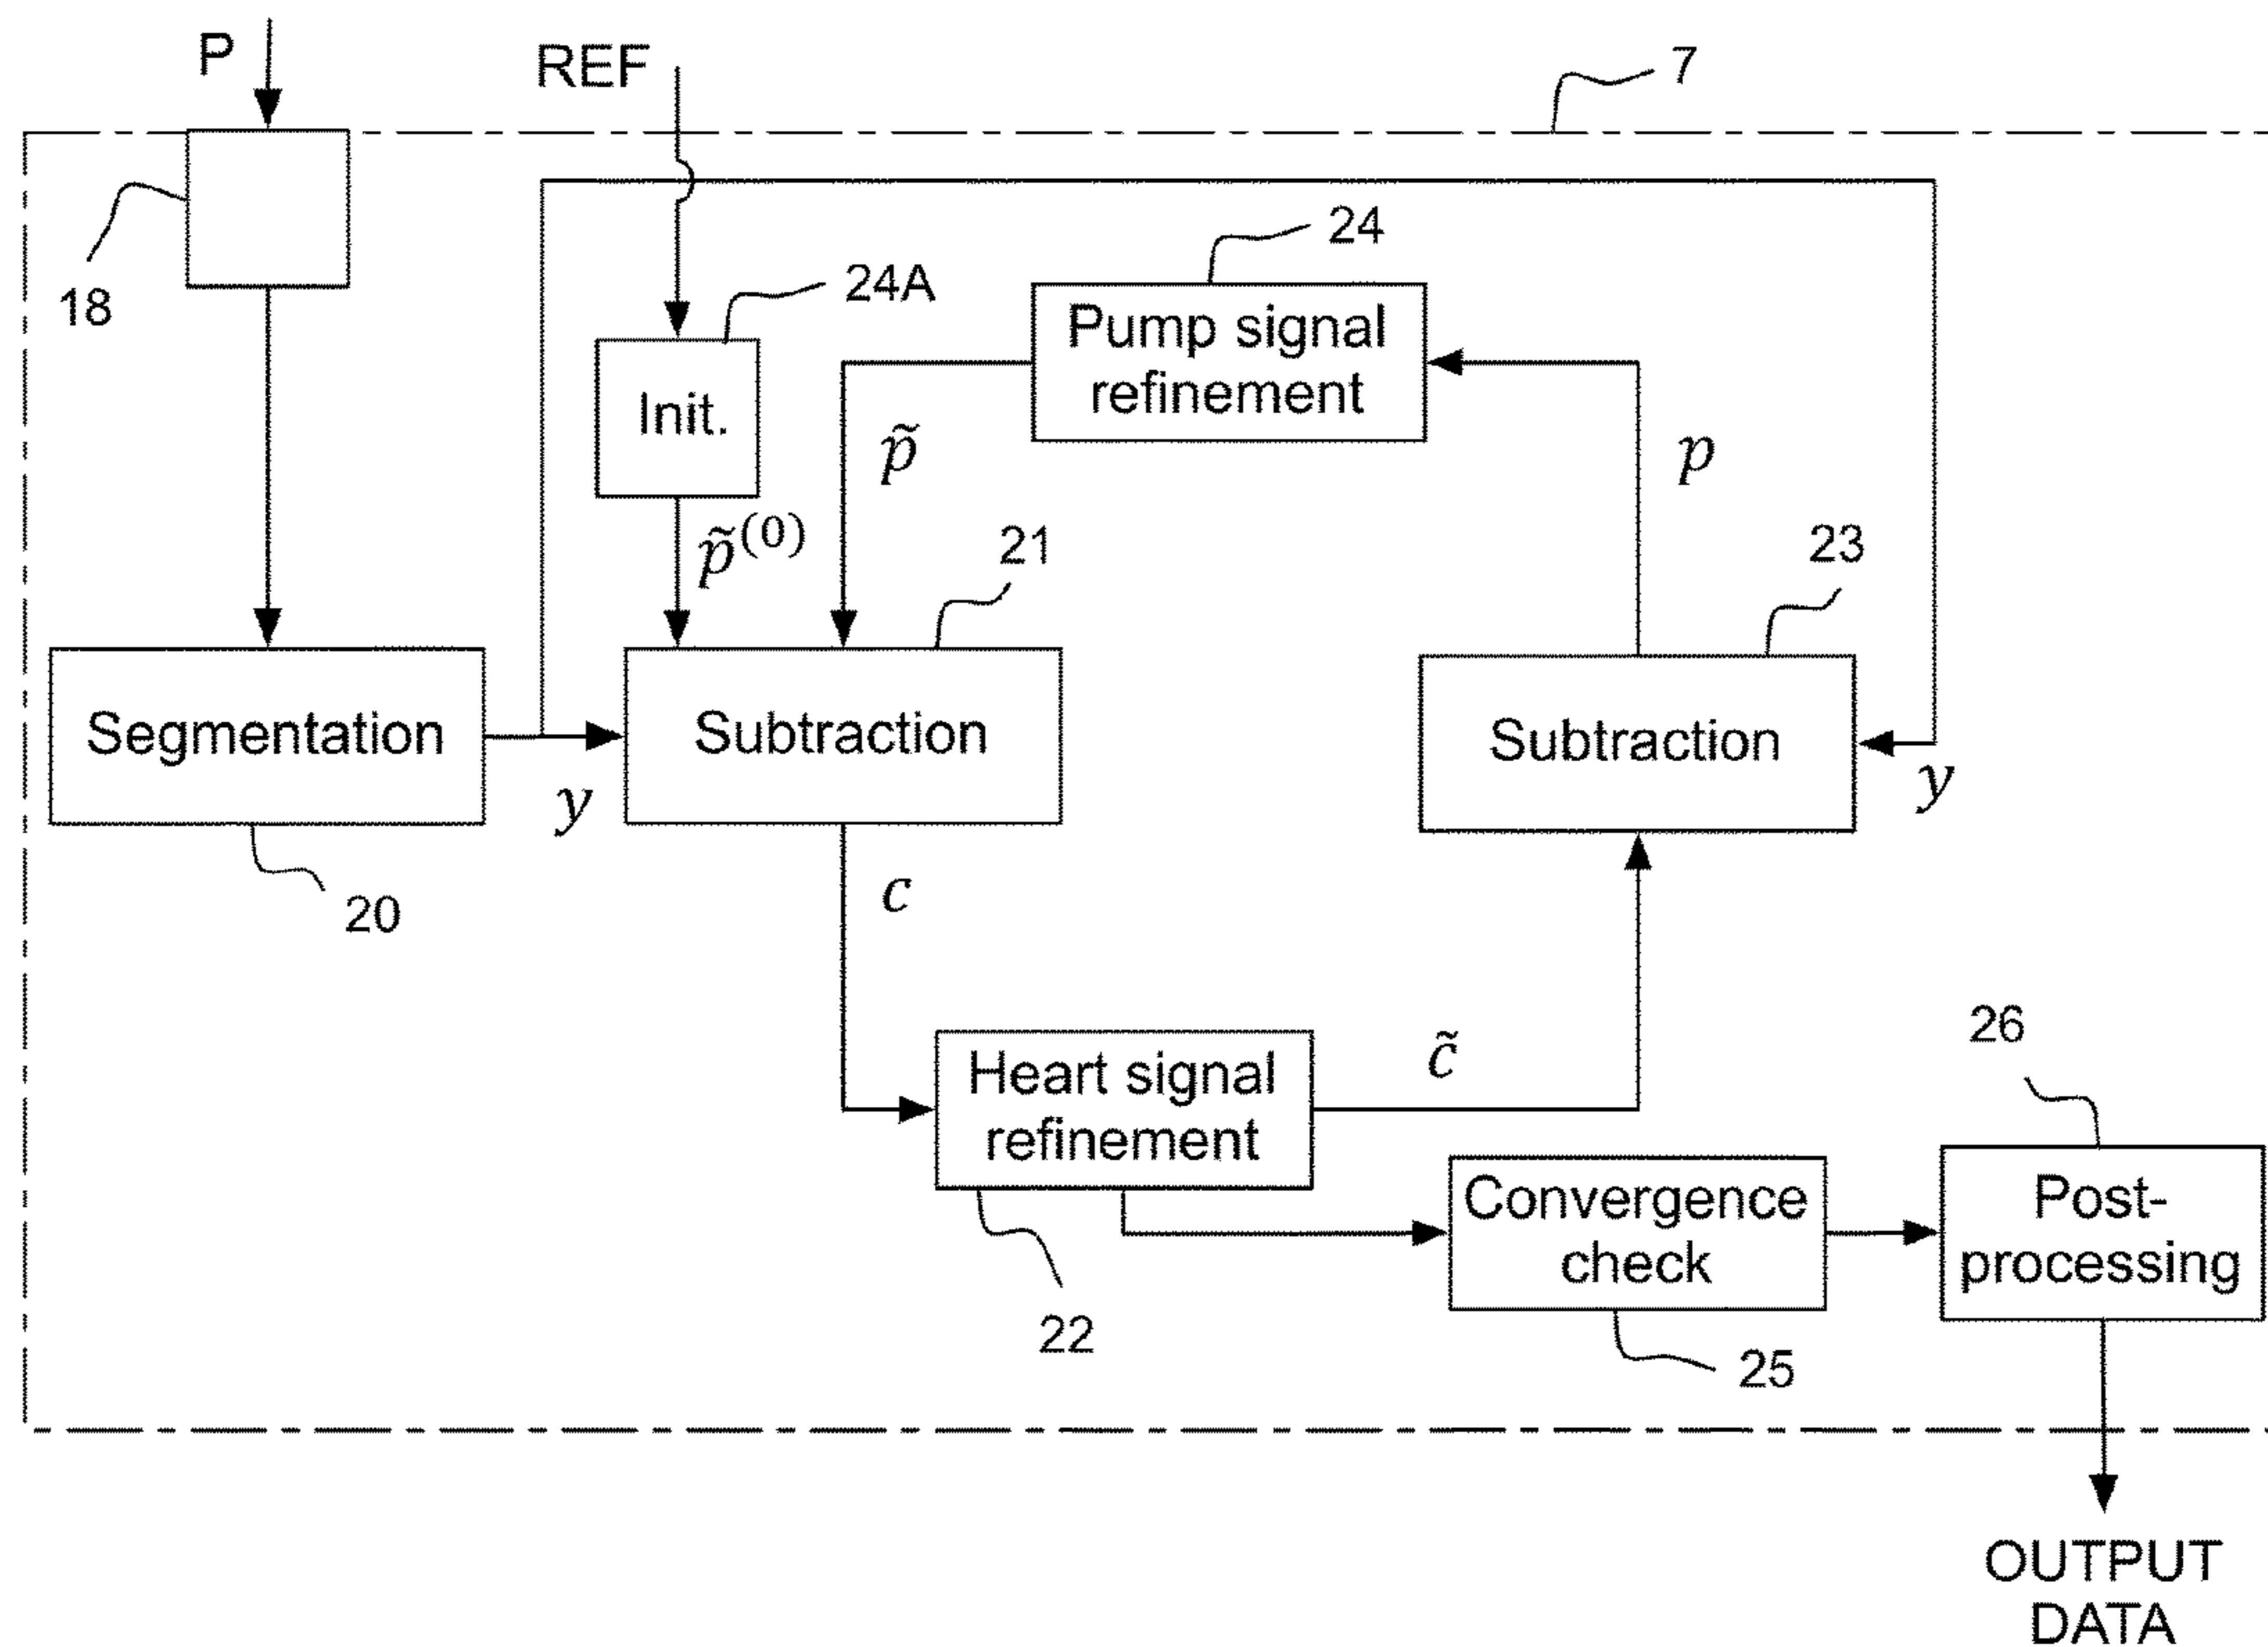 P
REF
7
18
24
24A
Pump signal
refinement
Init.
p̃
p
p̃⁽⁰⁾
21
23
Segmentation
Subtraction
Subtraction
y
y
20
c
Heart signal
refinement
c̃
26
22
Convergence
check
Post-
processing
25
OUTPUT
DATA